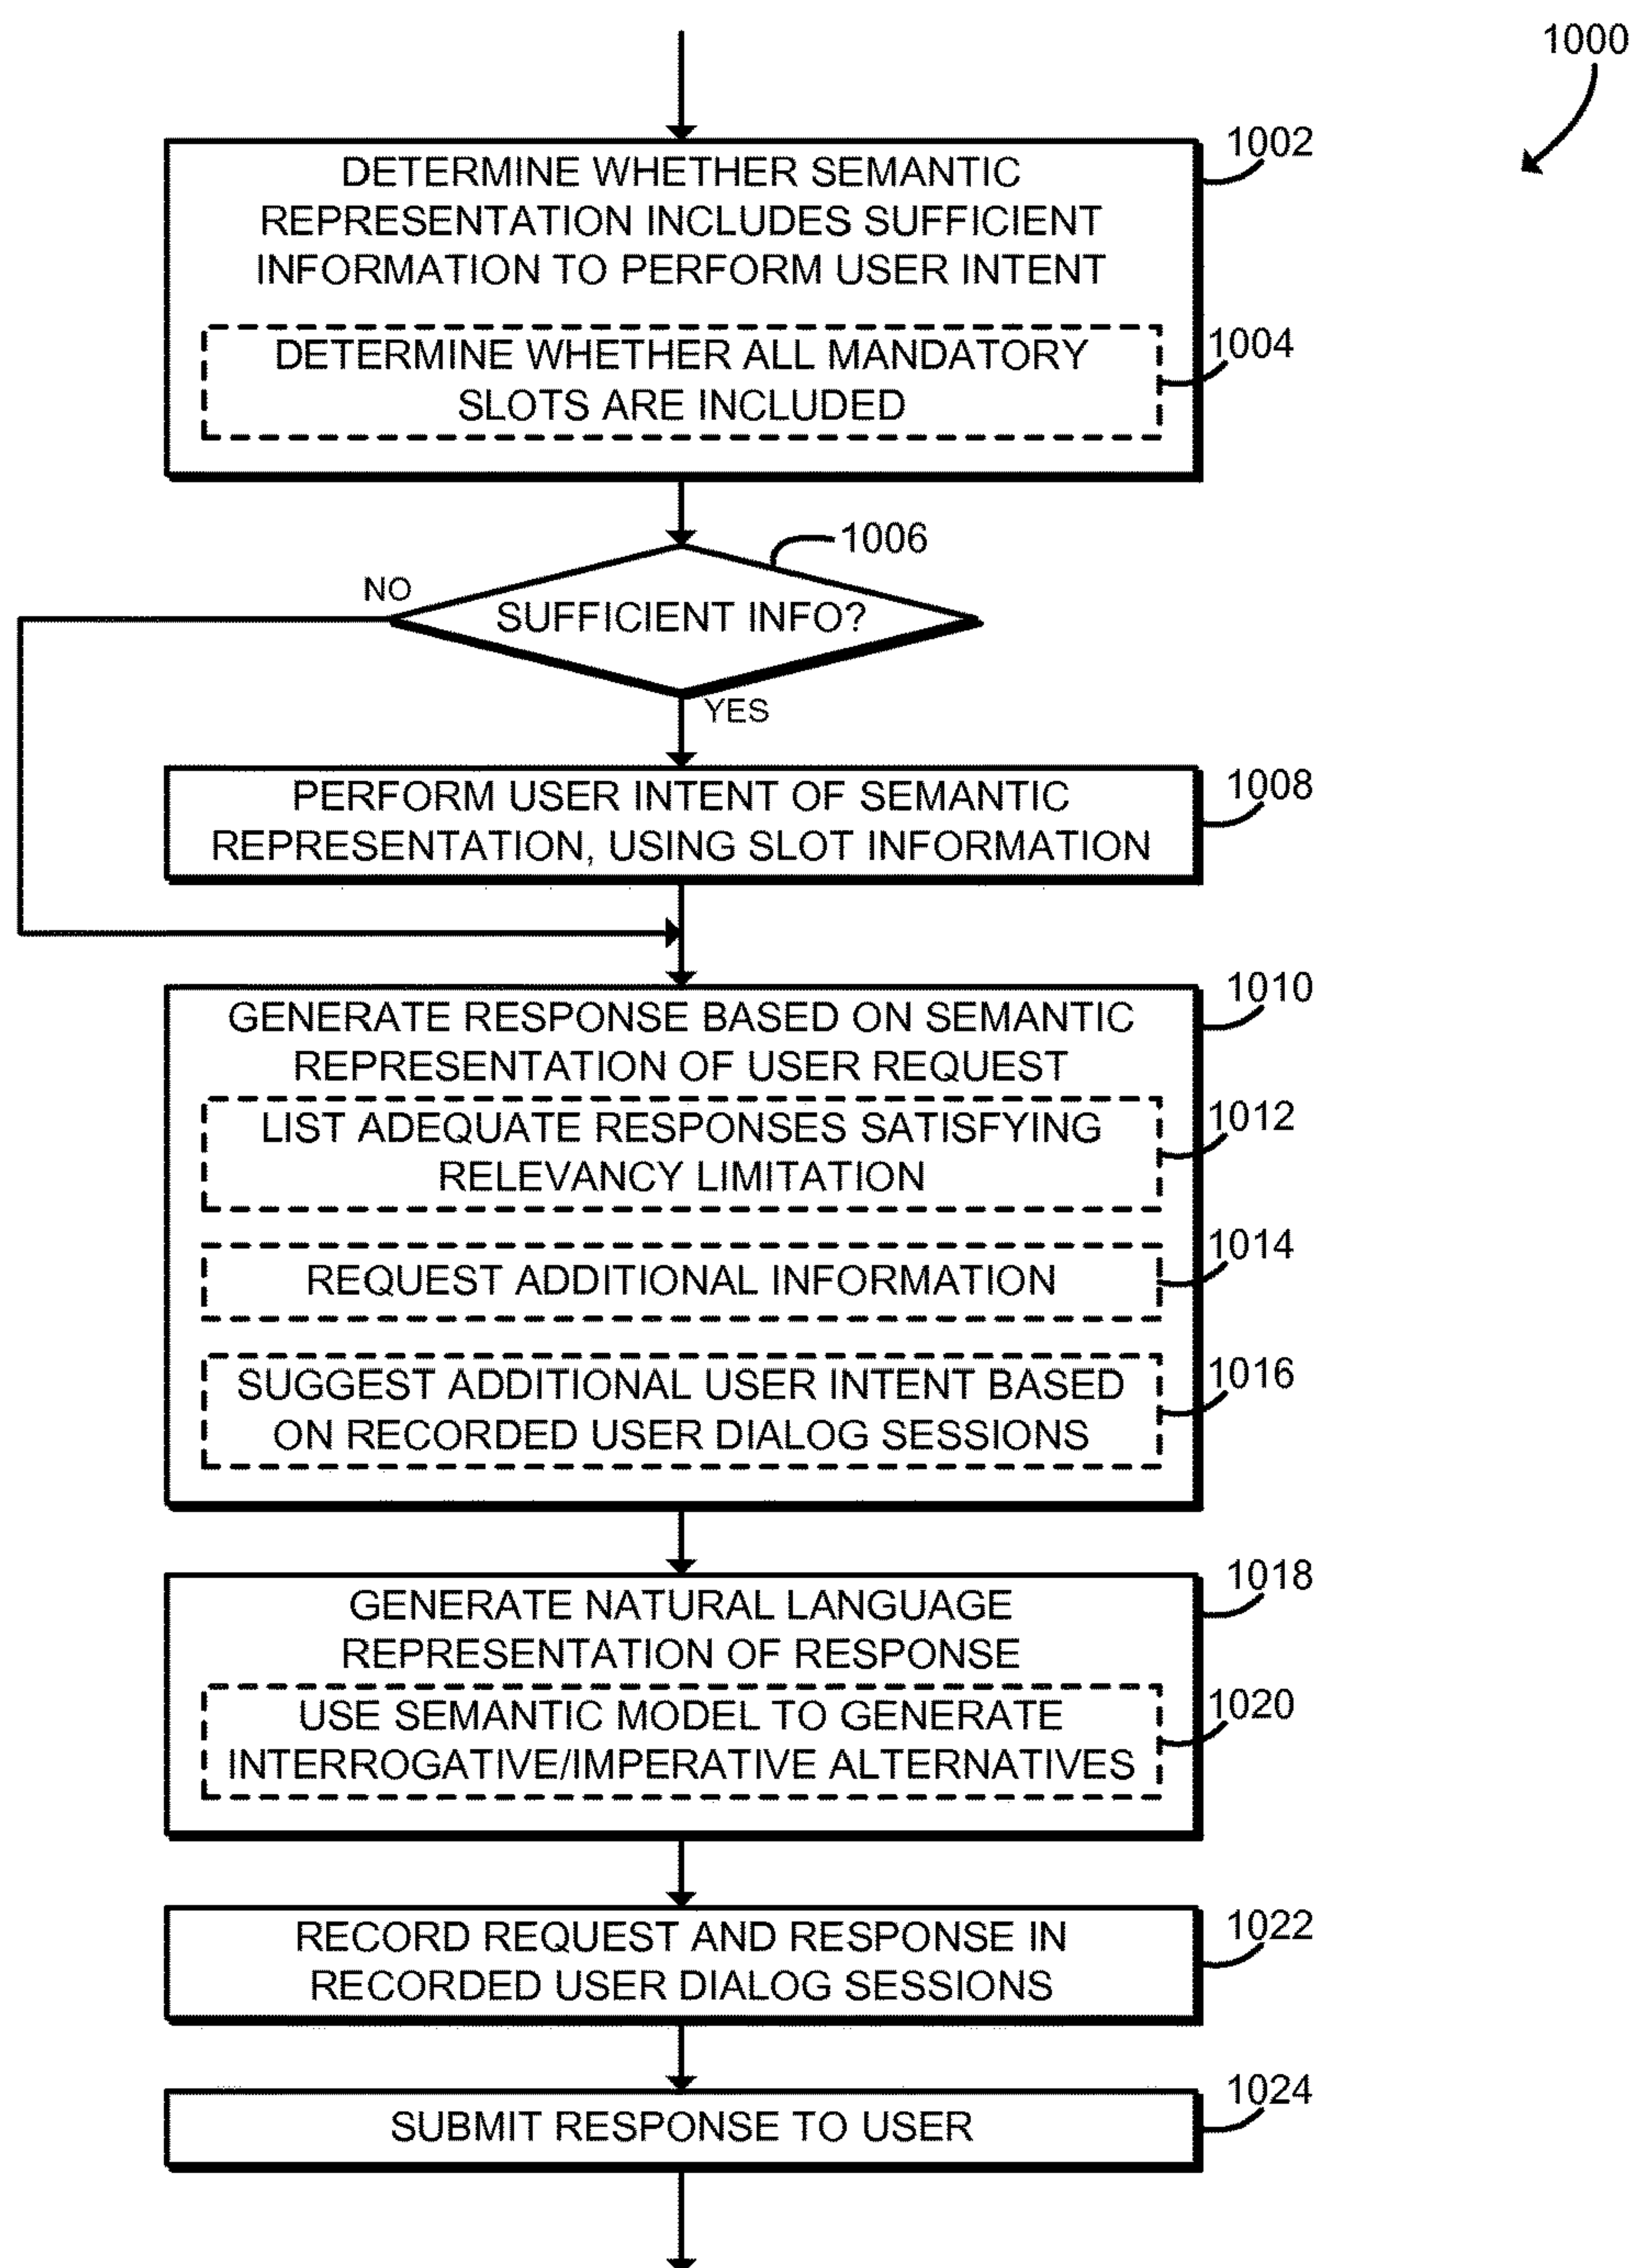 1000
1002
DETERMINE WHETHER SEMANTIC
REPRESENTATION INCLUDES SUFFICIENT
INFORMATION TO PERFORM USER INTENT
1004
DETERMINE WHETHER ALL MANDATORY
SLOTS ARE INCLUDED
1006
NO
SUFFICIENT INFO?
YES
1008
PERFORM USER INTENT OF SEMANTIC
REPRESENTATION, USING SLOT INFORMATION
1010
GENERATE RESPONSE BASED ON SEMANTIC
REPRESENTATION OF USER REQUEST
1012
LIST ADEQUATE RESPONSES SATISFYING
RELEVANCY LIMITATION
1014
REQUEST ADDITIONAL INFORMATION
1016
SUGGEST ADDITIONAL USER INTENT BASED
ON RECORDED USER DIALOG SESSIONS
1018
GENERATE NATURAL LANGUAGE
REPRESENTATION OF RESPONSE
1020
USE SEMANTIC MODEL TO GENERATE
INTERROGATIVE/IMPERATIVE ALTERNATIVES
1022
RECORD REQUEST AND RESPONSE IN
RECORDED USER DIALOG SESSIONS
1024
SUBMIT RESPONSE TO USER